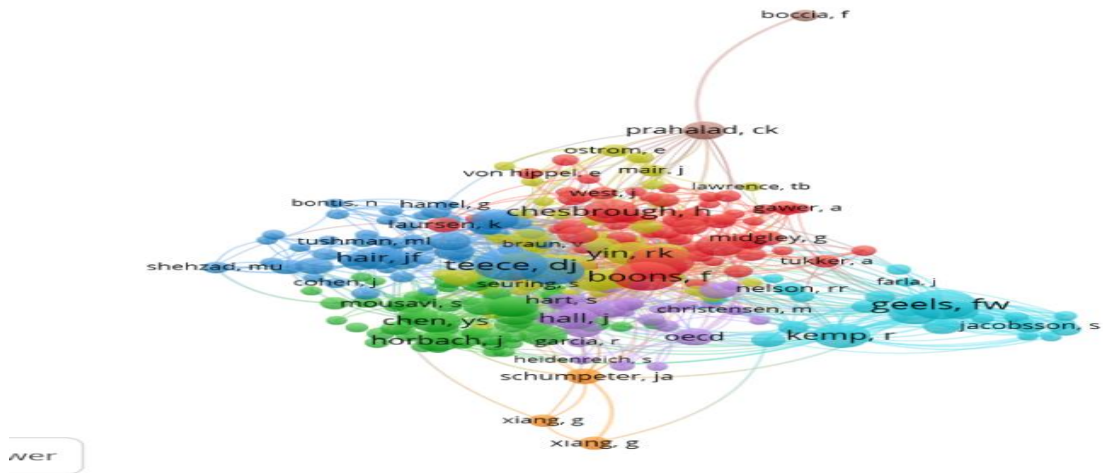 boccia, f
prahalad, ck
ostrom, e
von hippel, e
mair, j
lawrence, tb
west, j
bontis, n
hamel, g
chesbrough, h
gawer, a
laursen, k
tushman, ml
braun, v
yin, rk
midgley, g
hair, jf
teece, dj
boons, f
tukker, a
shehzad, mu
cohen, j
seuring, s
nelson, rr
farla, j
mousavi, s
hart, s
christensen, m
geels, fw
chen, ys
hall, j
jacobsson, s
horbach, j
garcia, r
oecd
kemp, r
heidenreich, s
schumpeter, ja
xiang, g
xiang, g
wer